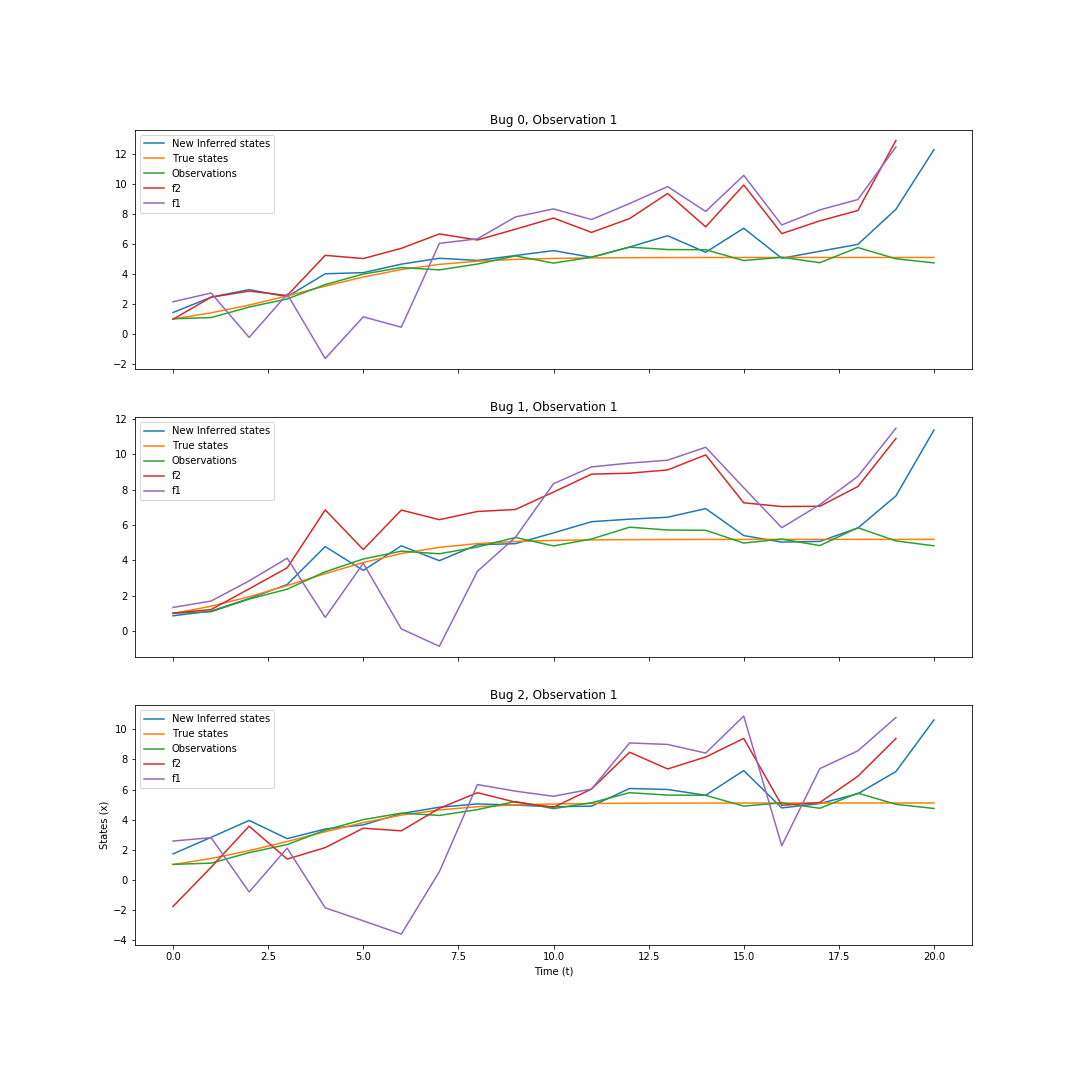 Bug 0, Observation 1
New Inferred states
True states
Observations
f2
f1
12
10
8
6
4
2
0
−2
Bug 1, Observation 1
New Inferred states
True states
Observations
f2
f1
12
10
8
6
4
2
0
Bug 2, Observation 1
New Inferred states
True states
Observations
f2
f1
10
8
6
4
2
0
−2
−4
States (x)
0.0 2.5 5.0 7.5 10.0 12.5 15.0 17.5 20.0
Time (t)